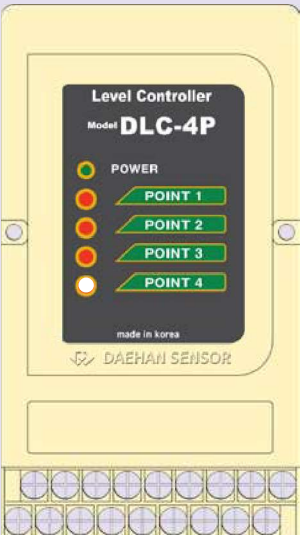 Level Controller
Model DLC-4P
POWER
POINT 1
POINT 2
POINT 3
POINT 4
made in korea
DAEHAN SENSOR